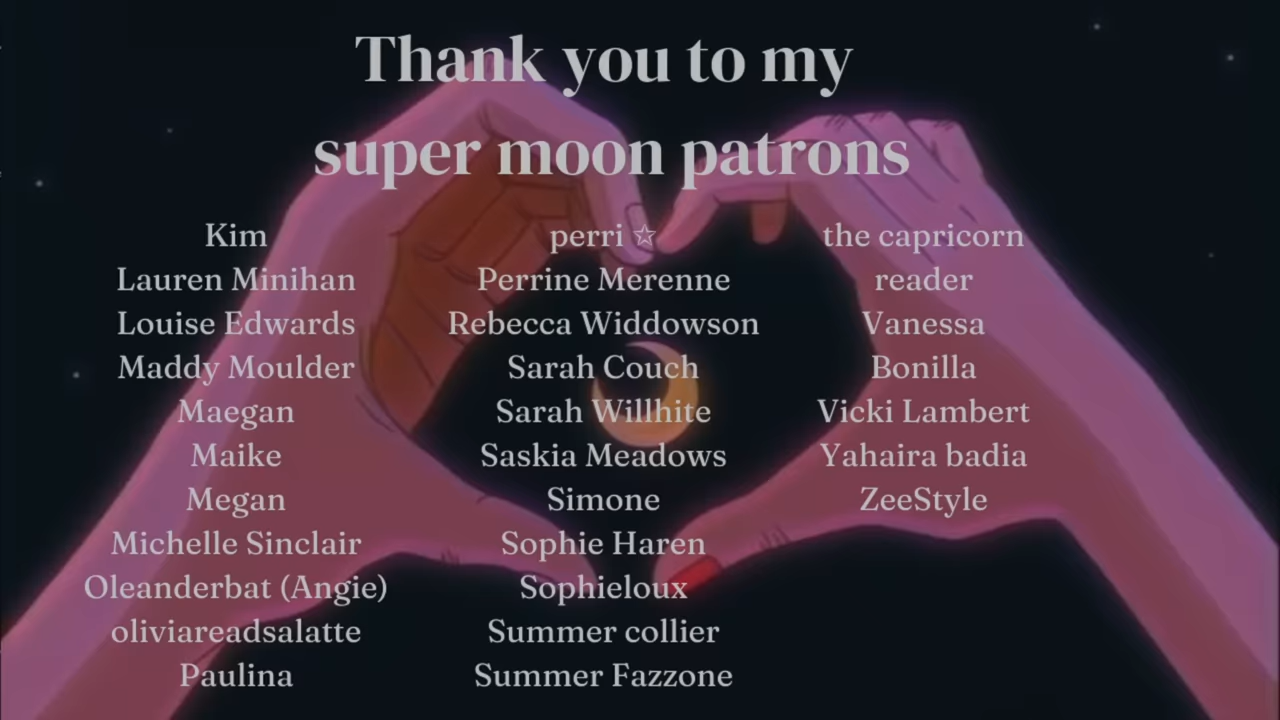 Thank you to my
super moon patrons
Kim
Lauren Minihan
Louise Edwards
Maddy Moulder
Maegan
Maike
Megan
Michelle Sinclair
Oleanderbat (Angie)
oliviareadsalatte
Paulina
perri ☆
Perrine Merenne
Rebecca Widdowson
Sarah Couch
Sarah Willhite
Saskia Meadows
Simone
Sophie Haren
Sophieloux
Summer collier
Summer Fazzone
the capricorn
reader
Vanessa
Bonilla
Vicki Lambert
Yahaira badia
ZeeStyle